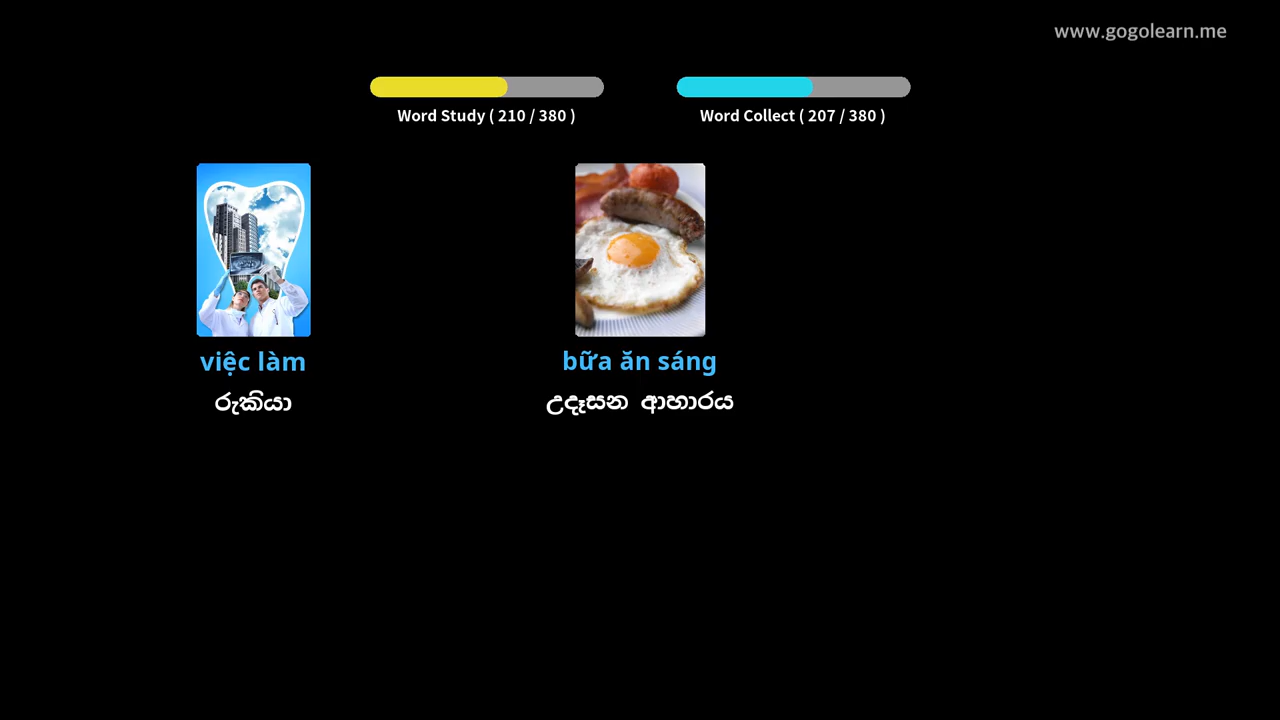 www.gogolearn.me
Word Study ( 210 / 380 )
Word Collect ( 207 / 380 )
việc làm
රුකියා
bữa ăn sáng
උදෑසන ආහාරය